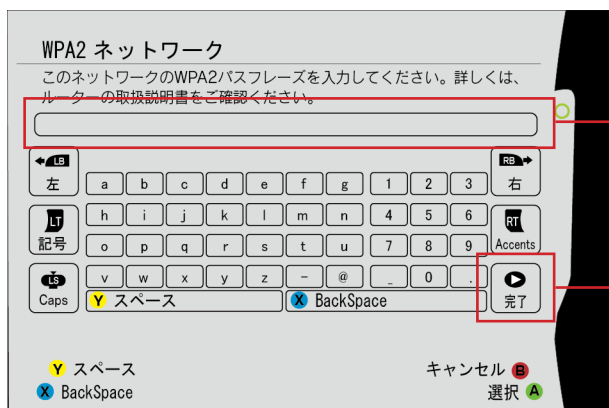 WPA2 ネットワーク
このネットワークのWPA2パスフレーズを入力してください。詳しくは、
ルーターの取扱説明書をご確認ください。
LB RB
左 a b c d e f g 1 2 3 右
LT h i j k l m n 4 5 6 RT
記号 o p q r s t u 7 8 9 Accents
LS v w x y z - @ _ 0 .
Caps Y スペース X BackSpace 完了
Y スペース キャンセル B
X BackSpace 選択 A